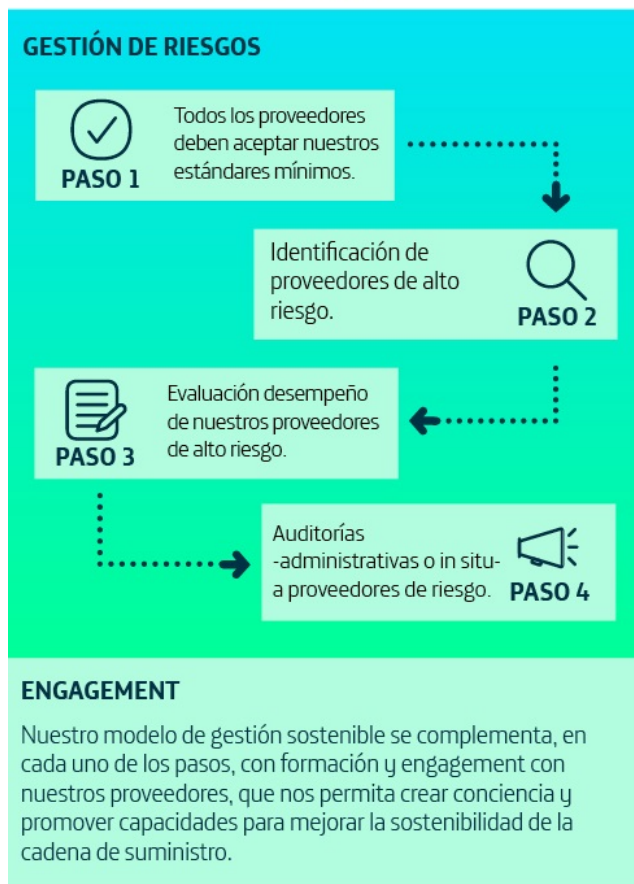 GESTIÓN DE RIESGOS
Todos los proveedores
deben aceptar nuestros
estándares mínimos.
PASO 1
Identificación de
proveedores de alto
riesgo.
PASO 2
Evaluación desempeño
de nuestros proveedores
de alto riesgo.
PASO 3
Auditorías
-administrativas o in situ-
a proveedores de riesgo.
PASO 4
ENGAGEMENT
Nuestro modelo de gestión sostenible se complementa, en
cada uno de los pasos, con formación y engagement con
nuestros proveedores, que nos permita crear conciencia y
promover capacidades para mejorar la sostenibilidad de la
cadena de suministro.